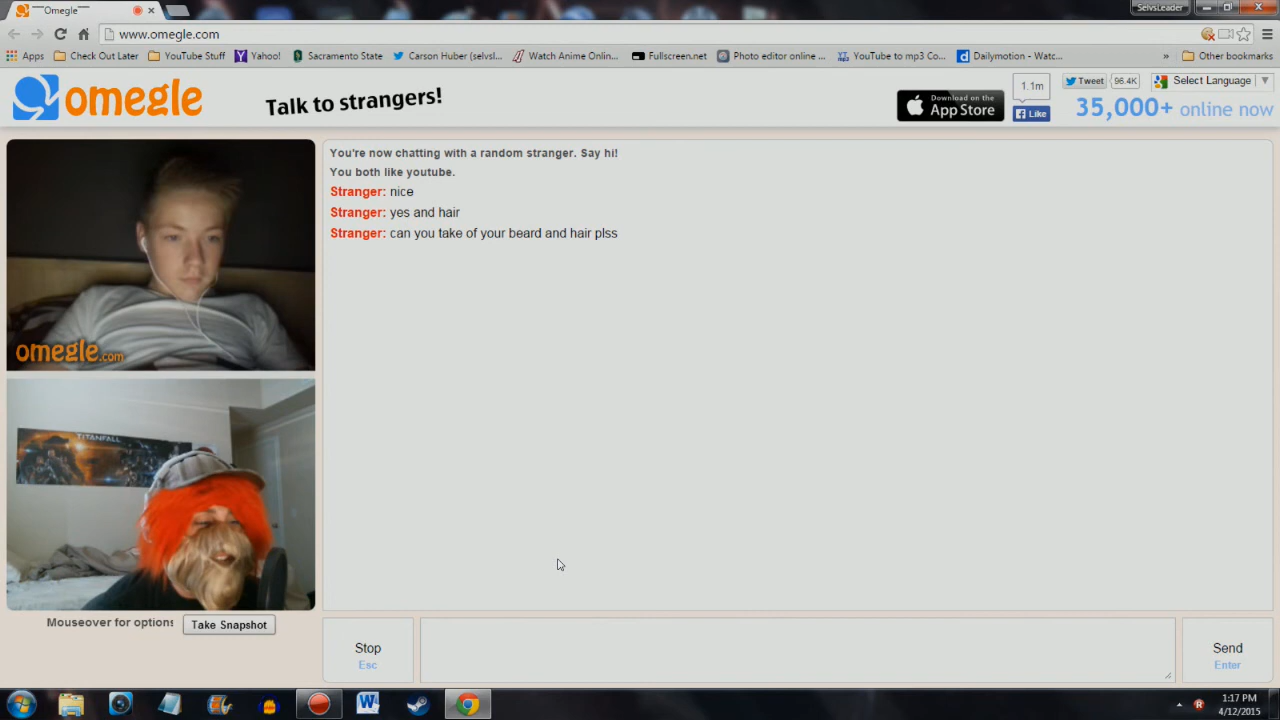 Omegle
SelvsLeader
www.omegle.com
Apps
Check Out Later
YouTube Stuff
Yahoo!
Sacramento State
Carson Huber (selvsl...
Watch Anime Onlin...
Fullscreen.net
Photo editor online ...
YouTube to mp3 Co...
Dailymotion - Watc...
»
Other bookmarks
omegle
Talk to strangers!
Download on the
App Store
1.1m
Like
Tweet
96.4K
Select Language
35,000+ online now
You're now chatting with a random stranger. Say hi!
You both like youtube.
Stranger: nice
Stranger: yes and hair
Stranger: can you take of your beard and hair plss
omegle.com
TITANFALL
Mouseover for options
Take Snapshot
Stop
Esc
Send
Enter
1:17 PM
4/12/2015